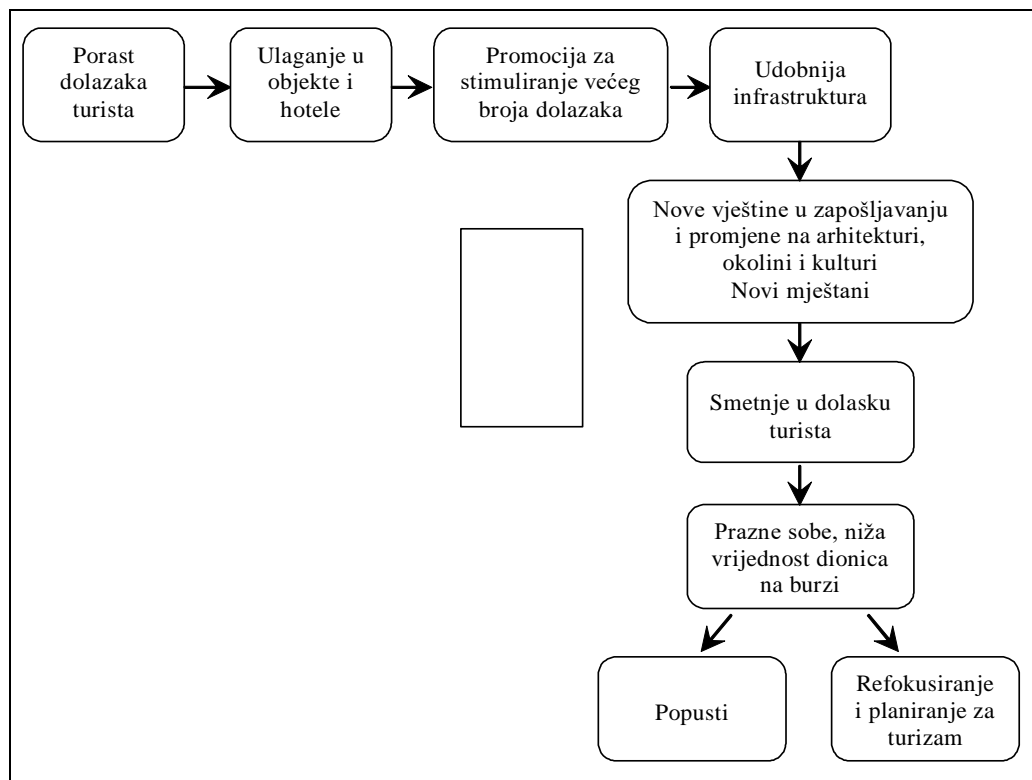 Porast
dolazaka
turista
Ulaganje u
objekte i
hotele
Promocija za
stimuliranje većeg
broja dolazaka
Udobnija
infrastruktura
Nove vještine u zapošljavanju
i promjene na arhitekturi,
okolini i kulturi
Novi mještani
Smetnje u dolasku
turista
Prazne sobe, niža
vrijednost dionica
na burzi
Popusti
Refokusiranje
i planiranje za
turizam